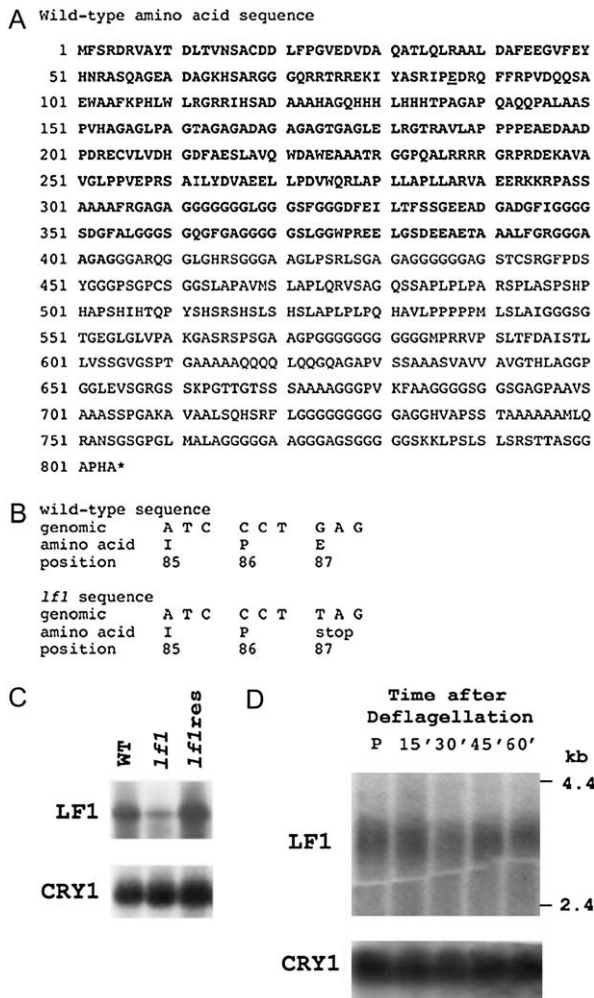 A Wild-type amino acid sequence
1 MFSRDRVAYT DLTVNSACDD LFPGVEDVDA QATLQLRAAL DAFEEGVFEY
51 HNRASQAGEA DAGKHSARGG GQRRTRREKI YASRIPEDRQ FFRPVDQQSA
101 EWAAFKPHLW LRGRRIHSAD AAAHAGQHHH LHHHTPAGAP QAQQPALAAS
151 PVHAGAGLPA GTAGAGADAG AGAGTGAGLE LRGTRAVLAP PPPEAEDAAD
201 PDRECVLVDH GDFAESLAVQ WDAWEAAATR GGPQALRRRR GRPRDEKAVA
251 VGLPPVEPRS AILYDVAEEL LPDVWQRLAP LLAPLLARVA EERKKRPASS
301 AAAAFRGAGA GGGGGGGLGG GSFGGGDFEI LTFSSGEEAD GADGFIGGGG
351 SDGFALGGGS GQGFGAGGGG GSLGGWPREE LGSDEEAETA AALFGRGGGA
401 AGAGGGARQG GLGHRSGGGA AGLPSRLSGA GAGGGGGGAG STCSRGFPDS
451 YGGGPSGPCS GGSLAPAVMS LAPLQRVSAG QSSAPLPLPA RSPLASPSHP
501 HAPSHIHTQP YSHSRSHSLS HSLAPLPLPQ HAVLPPPPPM LSLAIGGGSG
551 TGEGLGLVPA KGASRSPSGA AGPGGGGGGG GGGGMPRRVP SLTFDAISTL
601 LVSSGVGSPT GAAAAAQQQQ LQQGQAGAPV SSAAASVAVV AVGTHLAGGP
651 GGLEVSGRGS SKPGTTGTSS SAAAAGGGPV KFAAGGGGSG GSGAGPAAVS
701 AAASSPGAKA VAALSQHSRF LGGGGGGGGG GAGGHVAPSS TAAAAAAMLQ
751 RANSGSGPGL MALAGGGGGA AGGGAGSGGG GGSKKLPSLS LSRSTTASGG
801 APHA*
B wild-type sequence
genomic A T C C C T G A G
amino acid I P E
position 85 86 87
lf1 sequence
genomic A T C C C T T A G
amino acid I P stop
position 85 86 87
C
WT lf1 lf1res
LF1
CRY1
D
Time after
Deflagellation
P 15' 30' 45' 60'
kb
4.4
LF1
2.4
CRY1